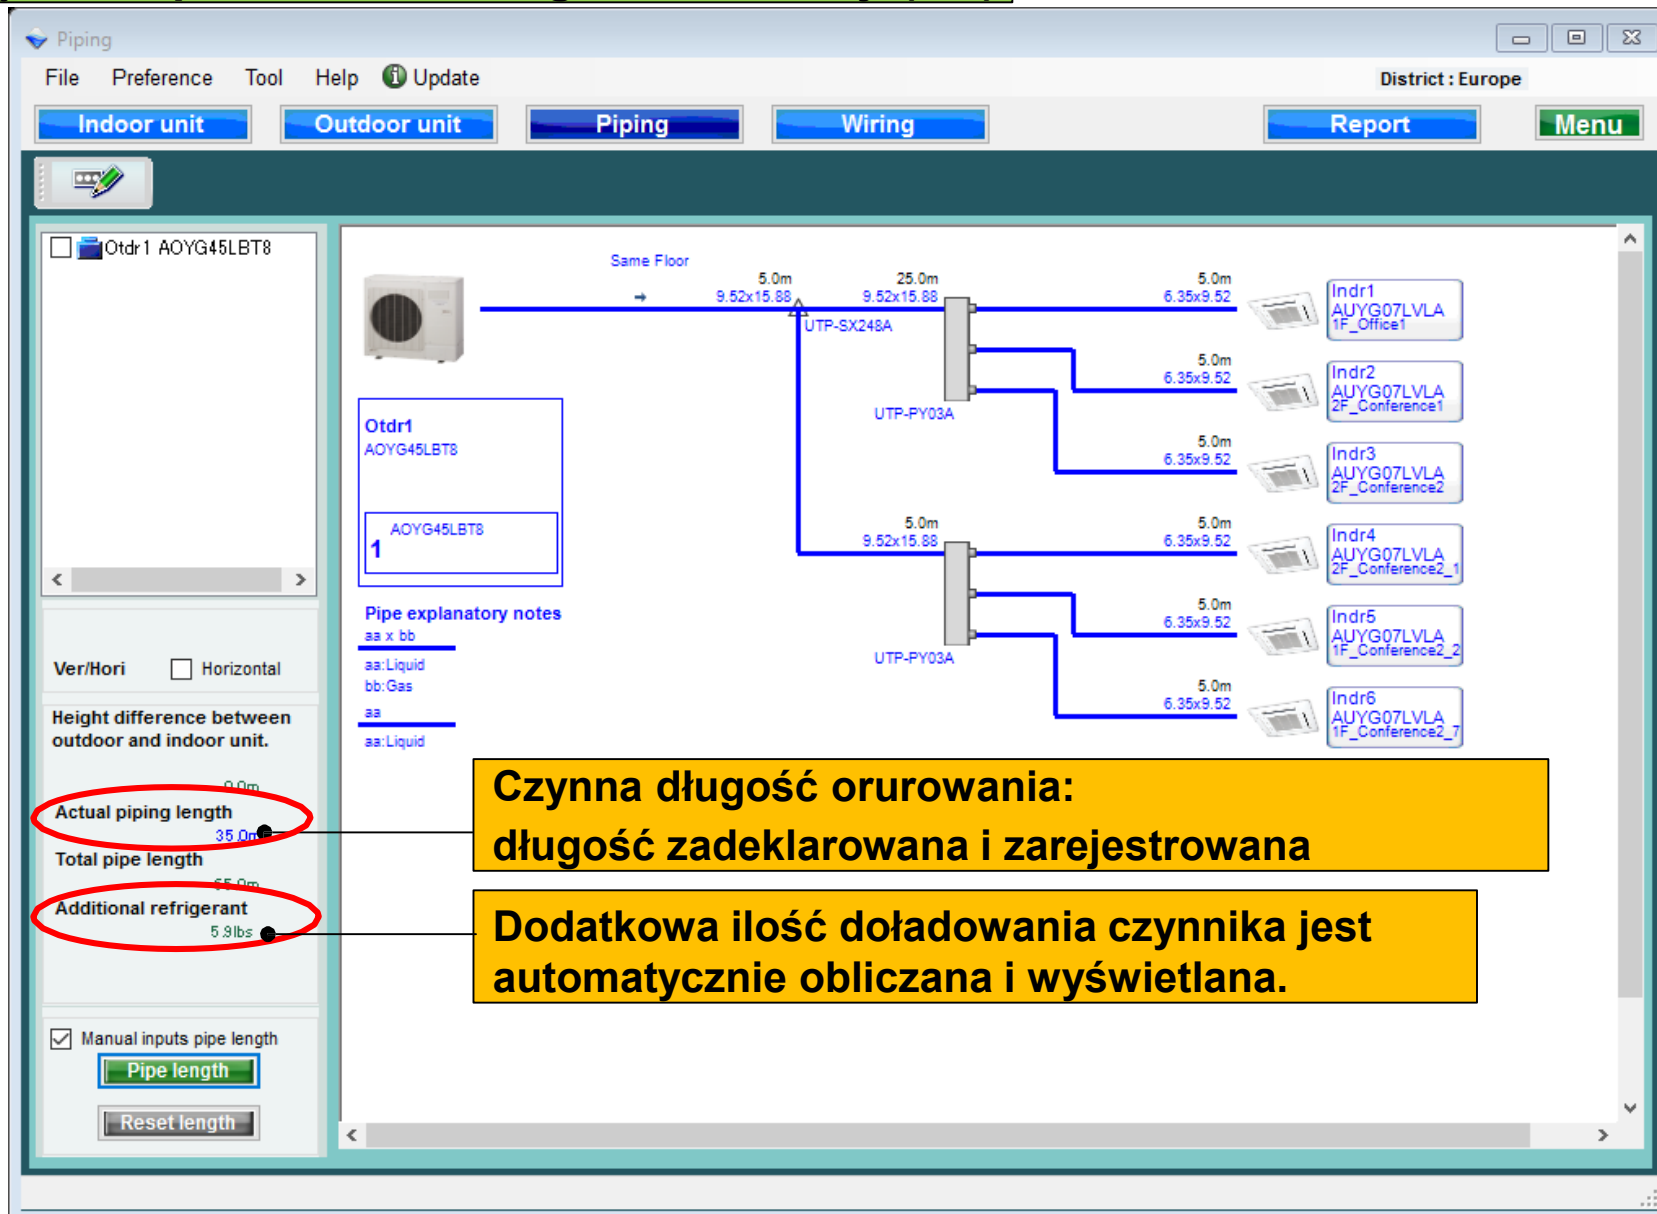 Piping
File Preference Tool Help Update
District : Europe
Indoor unit Outdoor unit Piping Wiring Report Menu
Otdr1 AOYG45LBT8
Same Floor
5.0m
9.52x15.88
25.0m
9.52x15.88
UTP-SX248A
UTP-PY03A
5.0m
6.35x9.52
Indr1
AUYG07LVLA
1F_Office1
5.0m
6.35x9.52
Indr2
AUYG07LVLA
2F_Conference1
5.0m
6.35x9.52
Indr3
AUYG07LVLA
2F_Conference2
Otdr1
AOYG45LBT8
AOYG45LBT8
1
5.0m
9.52x15.88
UTP-PY03A
5.0m
6.35x9.52
Indr4
AUYG07LVLA
2F_Conference2_1
5.0m
6.35x9.52
Indr5
AUYG07LVLA
1F_Conference2_2
5.0m
6.35x9.52
Indr6
AUYG07LVLA
1F_Conference2_7
Pipe explanatory notes
aa x bb
aa:Liquid
bb:Gas
aa
aa:Liquid
Ver/Hori Horizontal
Height difference between
outdoor and indoor unit.
0.0m
Actual piping length
35.0m
Total pipe length
65.0m
Additional refrigerant
5.9lbs
Czynna długość orurowania:
długość zadeklarowana i zarejestrowana
Dodatkowa ilość doładowania czynnika jest
automatycznie obliczana i wyświetlana.
Manual inputs pipe length
Pipe length
Reset length